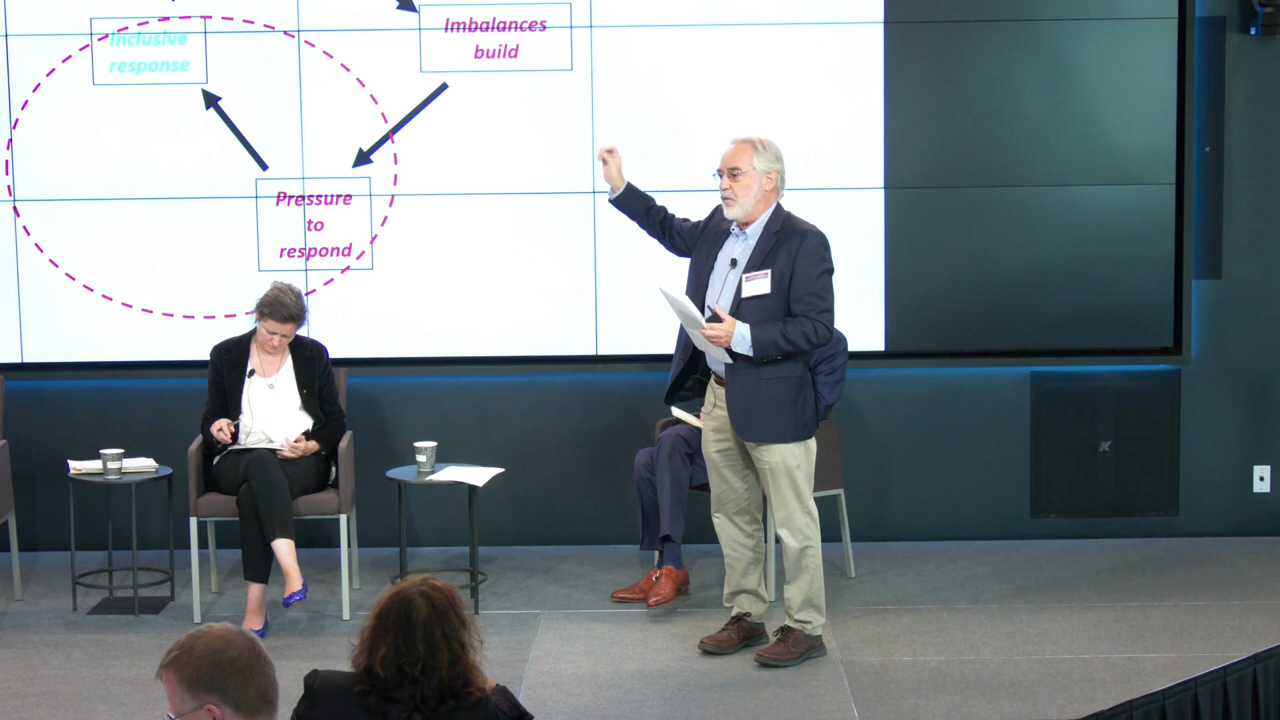 Inclusive
response
Imbalances
build
Pressure
to
respond
K